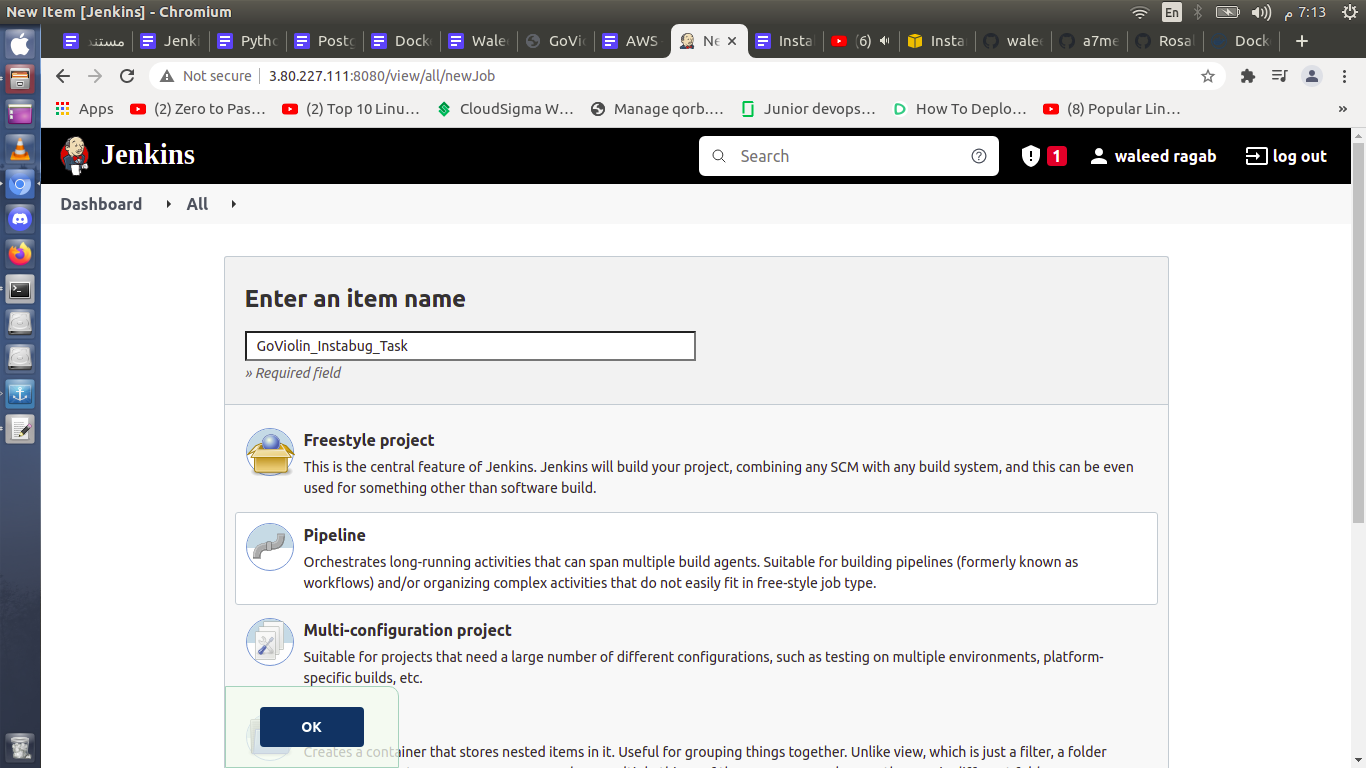 New Item [Jenkins] - Chromium
En
7:13 م
مستند
Jenki
Pytho
Postg
Docke
Walee
GoVio
AWS
Ne
Instal
(6)
Insta
walee
a7me
Rosal
Docke
Not secure
3.80.227.111:8080/view/all/newJob
Apps
(2) Zero to Pas…
(2) Top 10 Linu…
CloudSigma W…
Manage qorb.…
Junior devops…
How To Deplo…
(8) Popular Lin…
»
Jenkins
Search
1
waleed ragab
log out
Dashboard
All
Enter an item name
GoViolin_Instabug_Task
» Required field
Freestyle project
This is the central feature of Jenkins. Jenkins will build your project, combining any SCM with any build system, and this can be even
used for something other than software build.
Pipeline
Orchestrates long-running activities that can span multiple build agents. Suitable for building pipelines (formerly known as
workflows) and/or organizing complex activities that do not easily fit in free-style job type.
Multi-configuration project
Suitable for projects that need a large number of different configurations, such as testing on multiple environments, platform-
specific builds, etc.
OK
Creates a container that stores nested items in it. Useful for grouping things together. Unlike view, which is just a filter, a folder